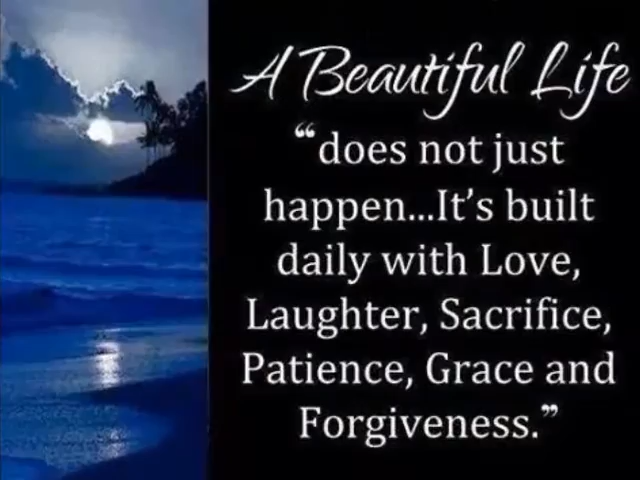 A Beautiful Life
“does not just
happen...It’s built
daily with Love,
Laughter, Sacrifice,
Patience, Grace and
Forgiveness.”